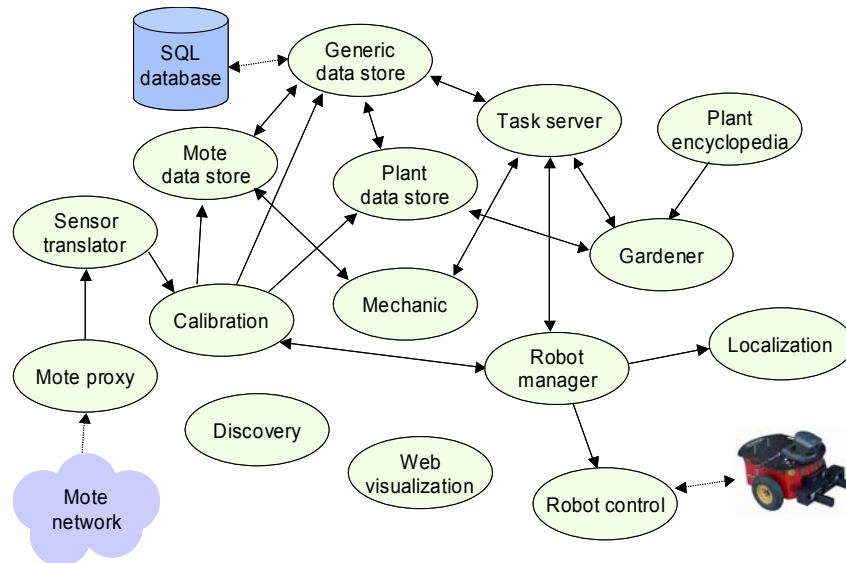 SQL
database
Generic
data store
Task server
Plant
encyclopedia
Mote
data store
Plant
data store
Sensor
translator
Gardener
Calibration
Mechanic
Mote proxy
Robot
manager
Localization
Discovery
Web
visualization
Mote
network
Robot control